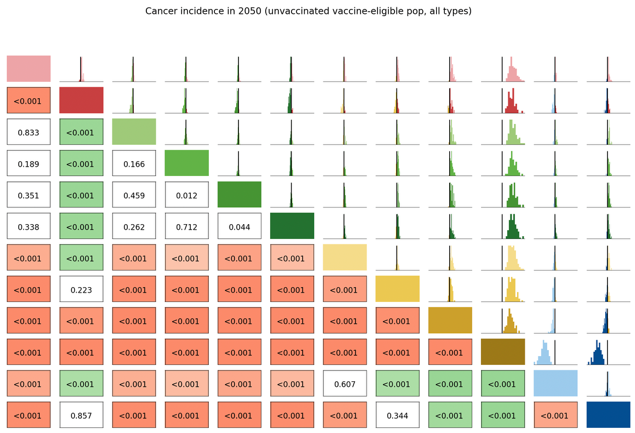 Cancer incidence in 2050 (unvaccinated vaccine-eligible pop, all types)
<0.001
0.833 <0.001
0.189 <0.001 0.166
0.351 <0.001 0.459 0.012
0.338 <0.001 0.262 0.712 0.044
<0.001 <0.001 <0.001 <0.001 <0.001 <0.001
<0.001 0.223 <0.001 <0.001 <0.001 <0.001 <0.001
<0.001 <0.001 <0.001 <0.001 <0.001 <0.001 <0.001 <0.001
<0.001 <0.001 <0.001 <0.001 <0.001 <0.001 <0.001 <0.001 <0.001
<0.001 <0.001 <0.001 <0.001 <0.001 <0.001 0.607 <0.001 <0.001 <0.001
<0.001 0.857 <0.001 <0.001 <0.001 <0.001 <0.001 0.344 <0.001 <0.001 <0.001